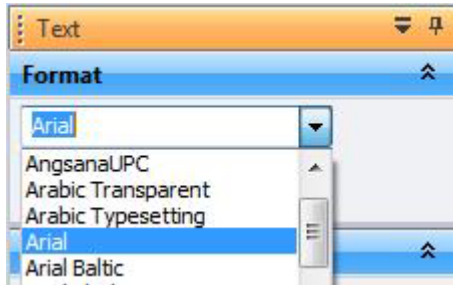 Text
Format
Arial
AngsanaUPC
Arabic Transparent
Arabic Typesetting
Arial
Arial Baltic